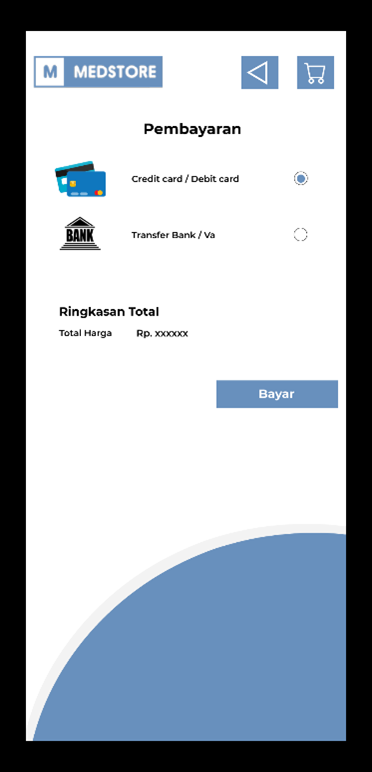 M MEDSTORE
Pembayaran
Credit card / Debit card
BANK
Transfer Bank / Va
Ringkasan Total
Total Harga Rp. xxxxxx
Bayar